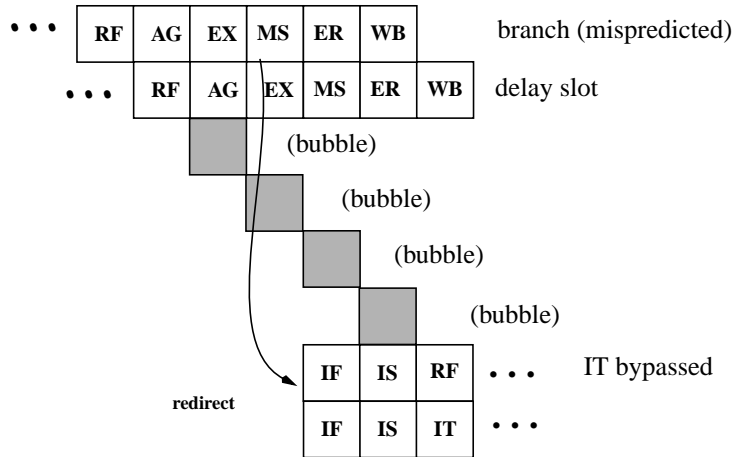 • • • RF AG EX MS ER WB branch (mispredicted)
• • • RF AG EX MS ER WB delay slot
(bubble)
(bubble)
(bubble)
(bubble)
IF IS RF • • • IT bypassed
redirect
IF IS IT • • •